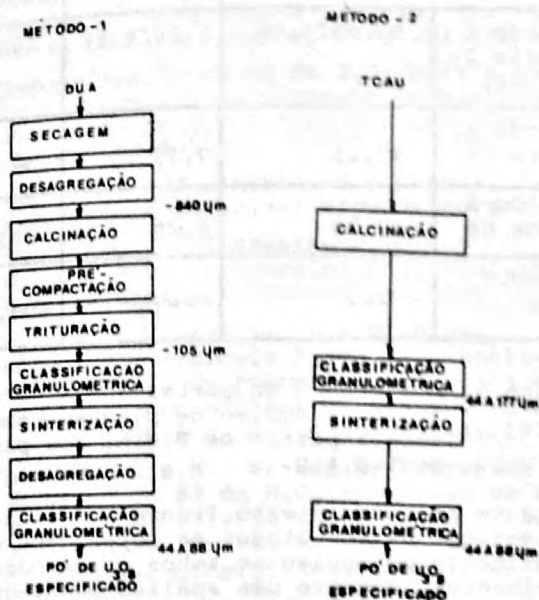 MÉTODO - 1
DUA
SECAGEM
DESAGREGAÇÃO
-840 µm
CALCINAÇÃO
PRÉ-
COMPACTAÇÃO
TRITURAÇÃO
-105 µm
CLASSIFICAÇÃO
GRANULOMÉTRICA
SINTERIZAÇÃO
DESAGREGAÇÃO
CLASSIFICAÇÃO
GRANULOMÉTRICA
44 A 88 µm
PÓ DE U3O8
ESPECIFICADO
MÉTODO - 2
TCAU
CALCINAÇÃO
CLASSIFICAÇÃO
GRANULOMÉTRICA
44 A 177 µm
SINTERIZAÇÃO
CLASSIFICAÇÃO
GRANULOMÉTRICA
44 A 88 µm
PÓ DE U3O8
ESPECIFICADO